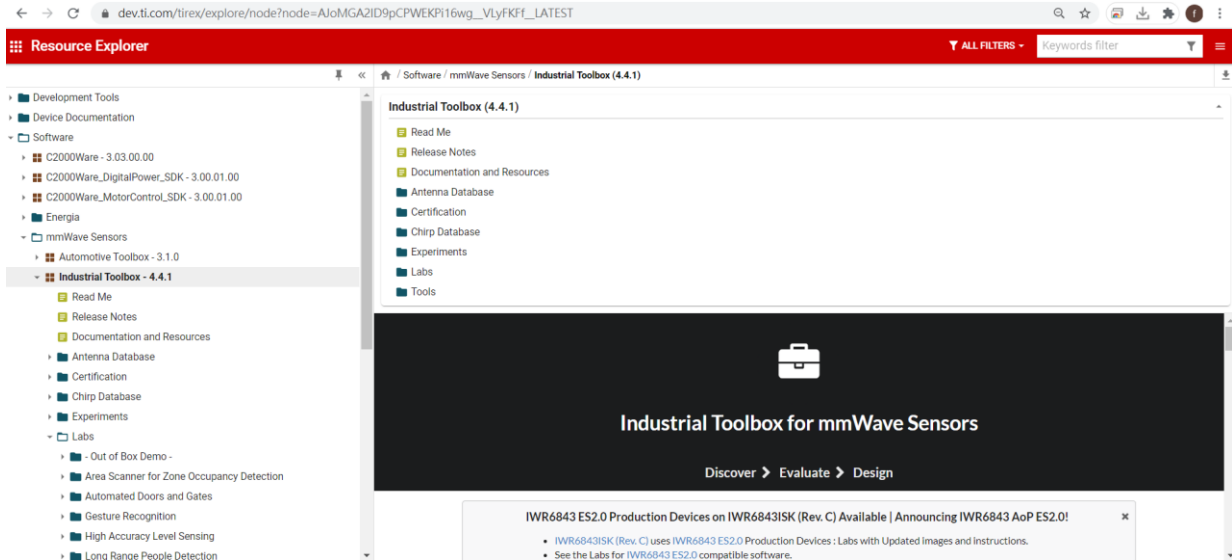 dev.ti.com/tirex/explore/node?node=AJoMGA2ID9pCPWEKPi16wg__VLyFKFf__LATEST
f
Resource Explorer
ALL FILTERS
Keywords filter
/ Software / mmWave Sensors / Industrial Toolbox (4.4.1)
Development Tools
Device Documentation
Software
C2000Ware - 3.03.00.00
C2000Ware_DigitalPower_SDK - 3.00.01.00
C2000Ware_MotorControl_SDK - 3.00.01.00
Energia
mmWave Sensors
Automotive Toolbox - 3.1.0
Industrial Toolbox - 4.4.1
Read Me
Release Notes
Documentation and Resources
Antenna Database
Certification
Chirp Database
Experiments
Labs
- Out of Box Demo -
Area Scanner for Zone Occupancy Detection
Automated Doors and Gates
Gesture Recognition
High Accuracy Level Sensing
Long Range People Detection
Industrial Toolbox (4.4.1)
Read Me
Release Notes
Documentation and Resources
Antenna Database
Certification
Chirp Database
Experiments
Labs
Tools
Industrial Toolbox for mmWave Sensors
Discover > Evaluate > Design
IWR6843 ES2.0 Production Devices on IWR6843ISK (Rev. C) Available | Announcing IWR6843 AoP ES2.0!
• IWR6843ISK (Rev. C) uses IWR6843 ES2.0 Production Devices : Labs with Updated images and instructions.
• See the Labs for IWR6843 ES2.0 compatible software.